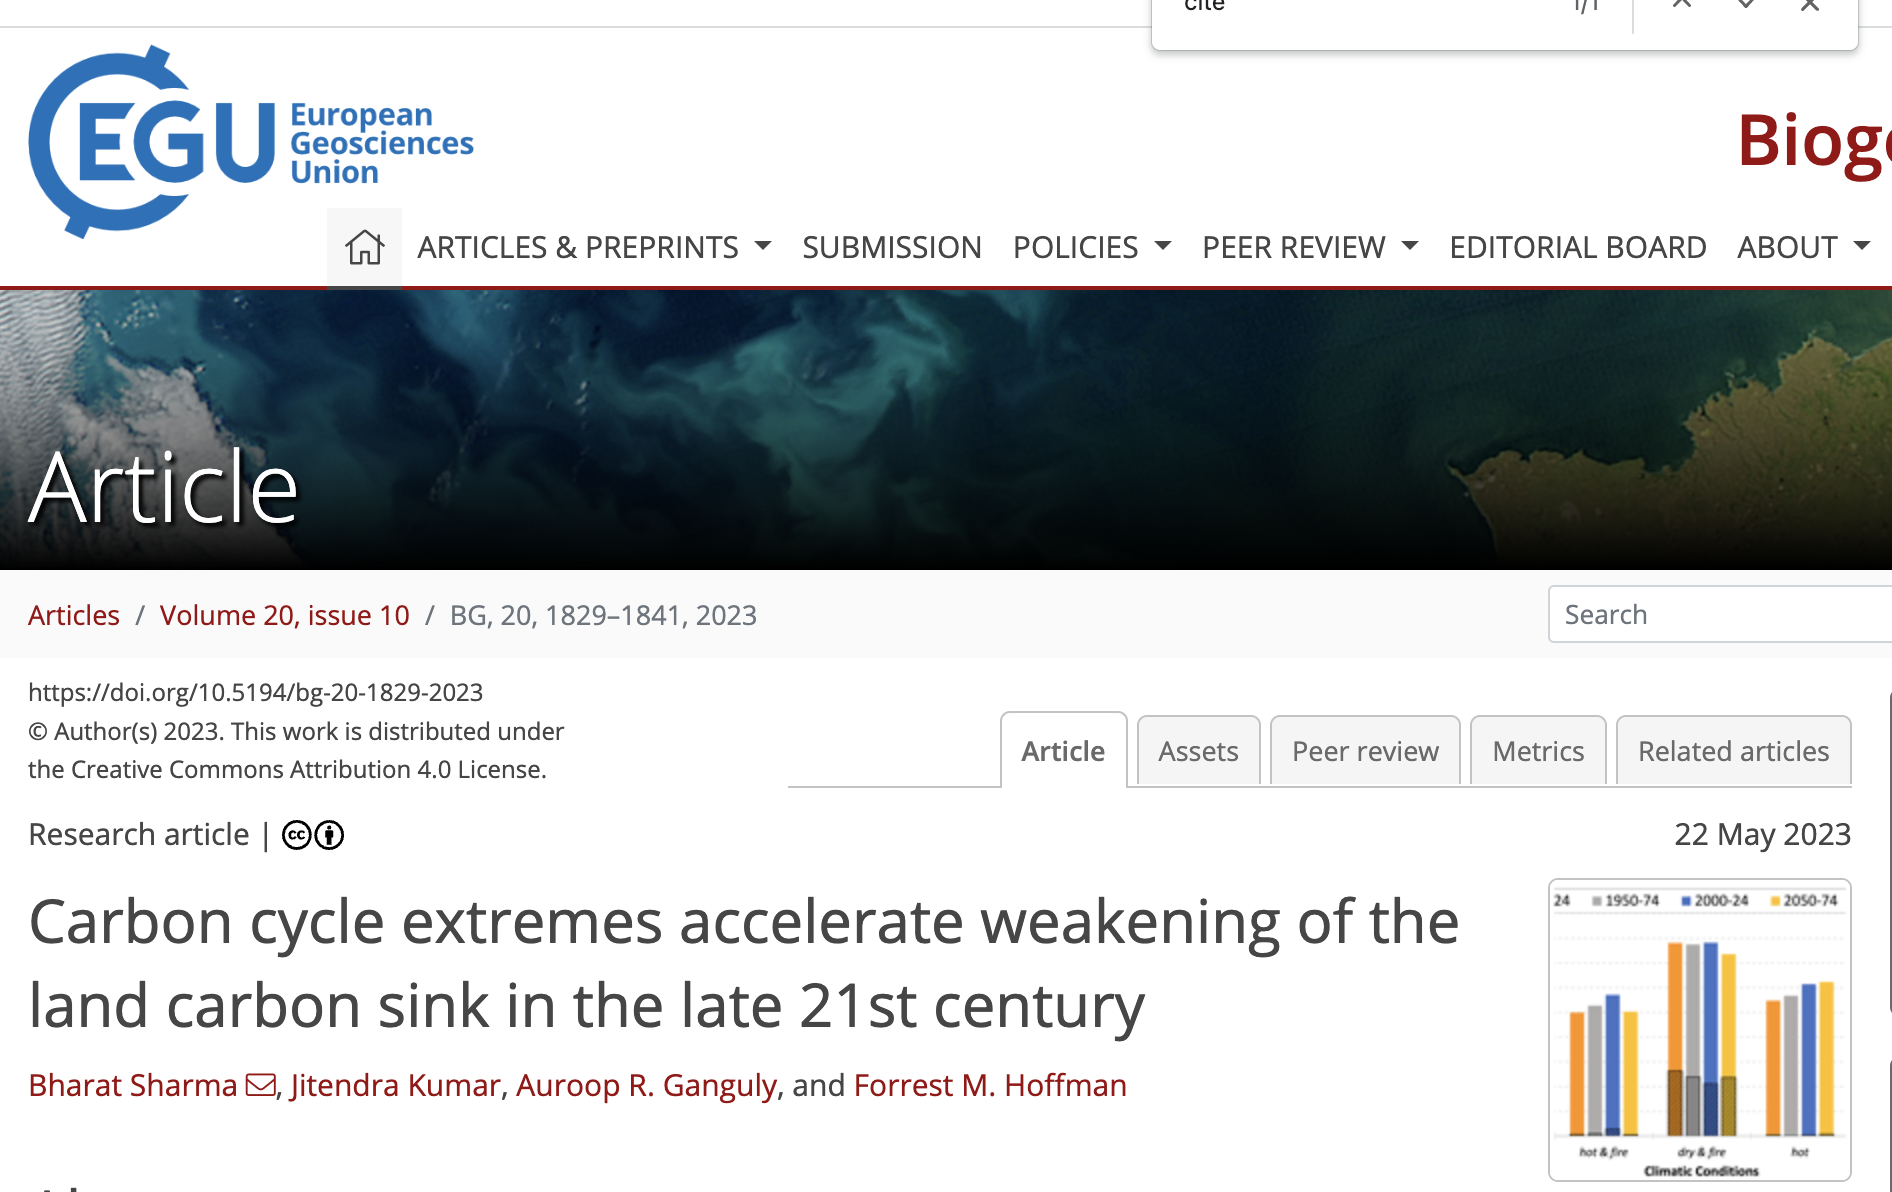 cite 1/1
EGU European
Geosciences
Union
Bioge
ARTICLES & PREPRINTS SUBMISSION POLICIES PEER REVIEW EDITORIAL BOARD ABOUT
Article
Articles / Volume 20, issue 10 / BG, 20, 1829–1841, 2023
Search
https://doi.org/10.5194/bg-20-1829-2023
© Author(s) 2023. This work is distributed under
the Creative Commons Attribution 4.0 License.
Article Assets Peer review Metrics Related articles
Research article | cc
22 May 2023
Carbon cycle extremes accelerate weakening of the
land carbon sink in the late 21st century
Bharat Sharma, Jitendra Kumar, Auroop R. Ganguly, and Forrest M. Hoffman
24 1950-74 2000-24 2050-74
hot & fire dry & fire hot
Climatic Conditions